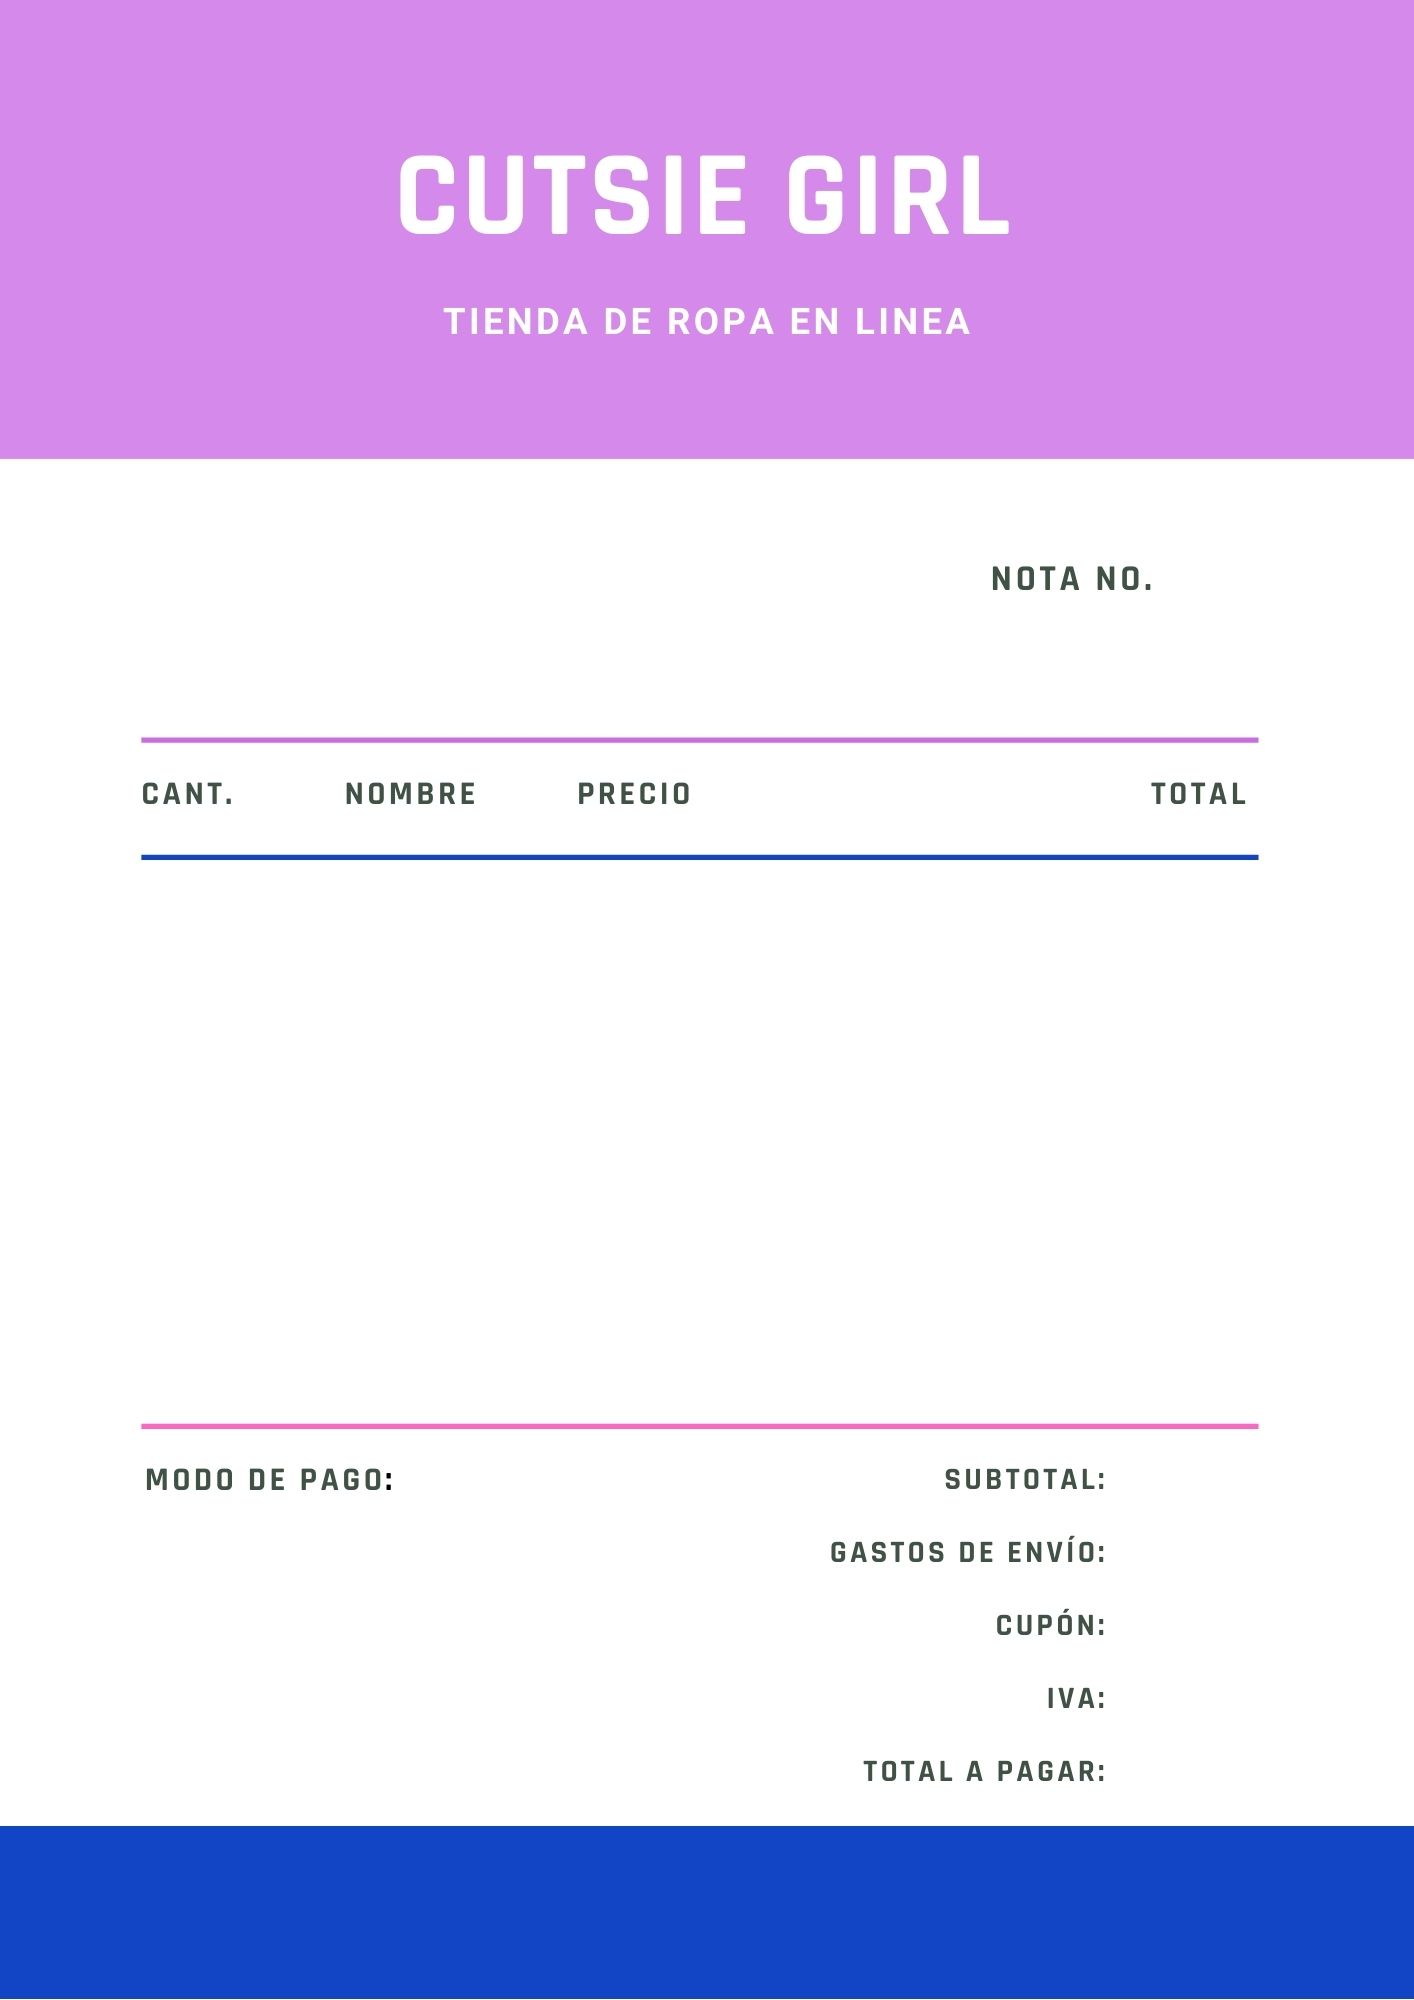 CUTSIE GIRL
TIENDA DE ROPA EN LINEA
NOTA NO.
CANT. NOMBRE PRECIO TOTAL
MODO DE PAGO: SUBTOTAL:
GASTOS DE ENVÍO:
CUPÓN:
IVA:
TOTAL A PAGAR: